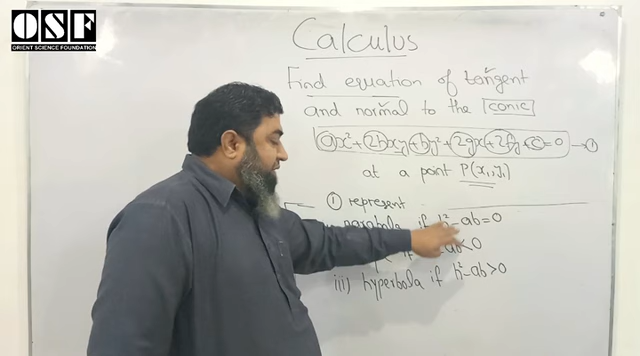 OSF
ORIENT SCIENCE FOUNDATION
Calculus
Find equation of tangent
and normal to the conic
ax²+2hxy+by²+2gx+2fy+c=0 → ①
at a point P(x₁,y₁)
① represent
parabola if h²-ab=0
if ab<0
iii) hyperbola if h²-ab>0